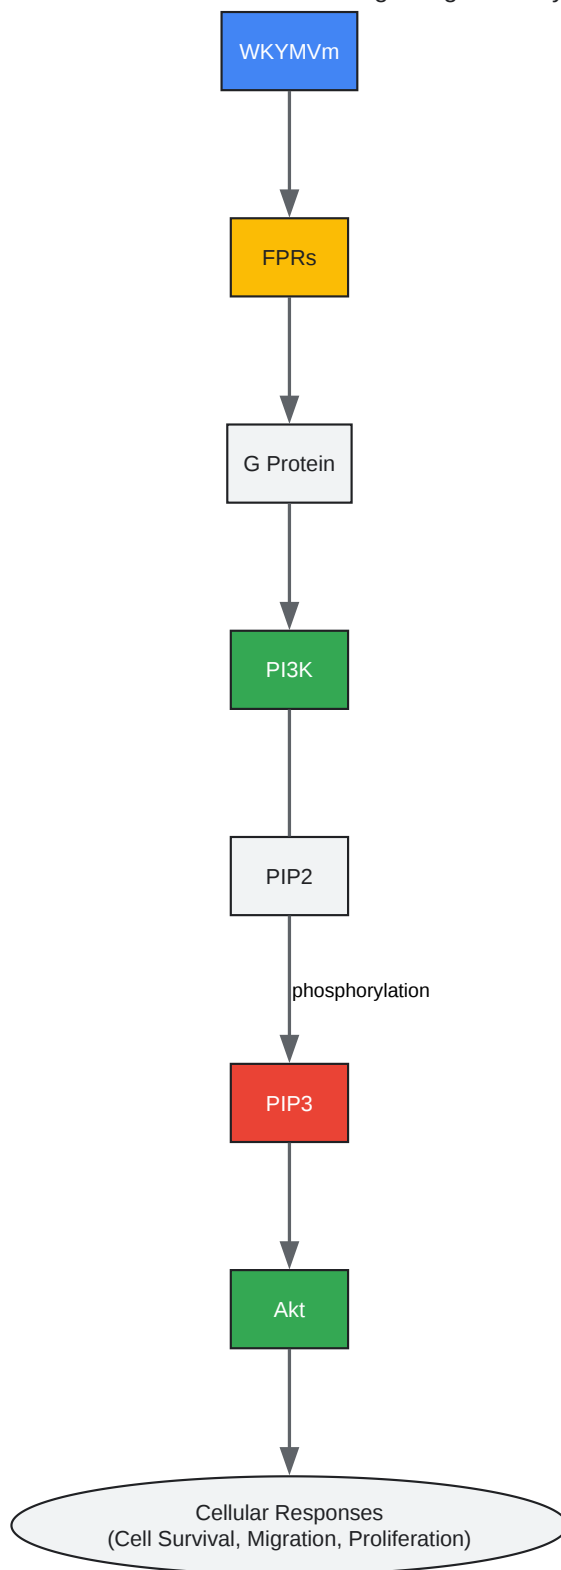 WKYMVm
FPRs
G Protein
PI3K
PIP2
phosphorylation
PIP3
Akt
Cellular Responses
(Cell Survival, Migration, Proliferation)